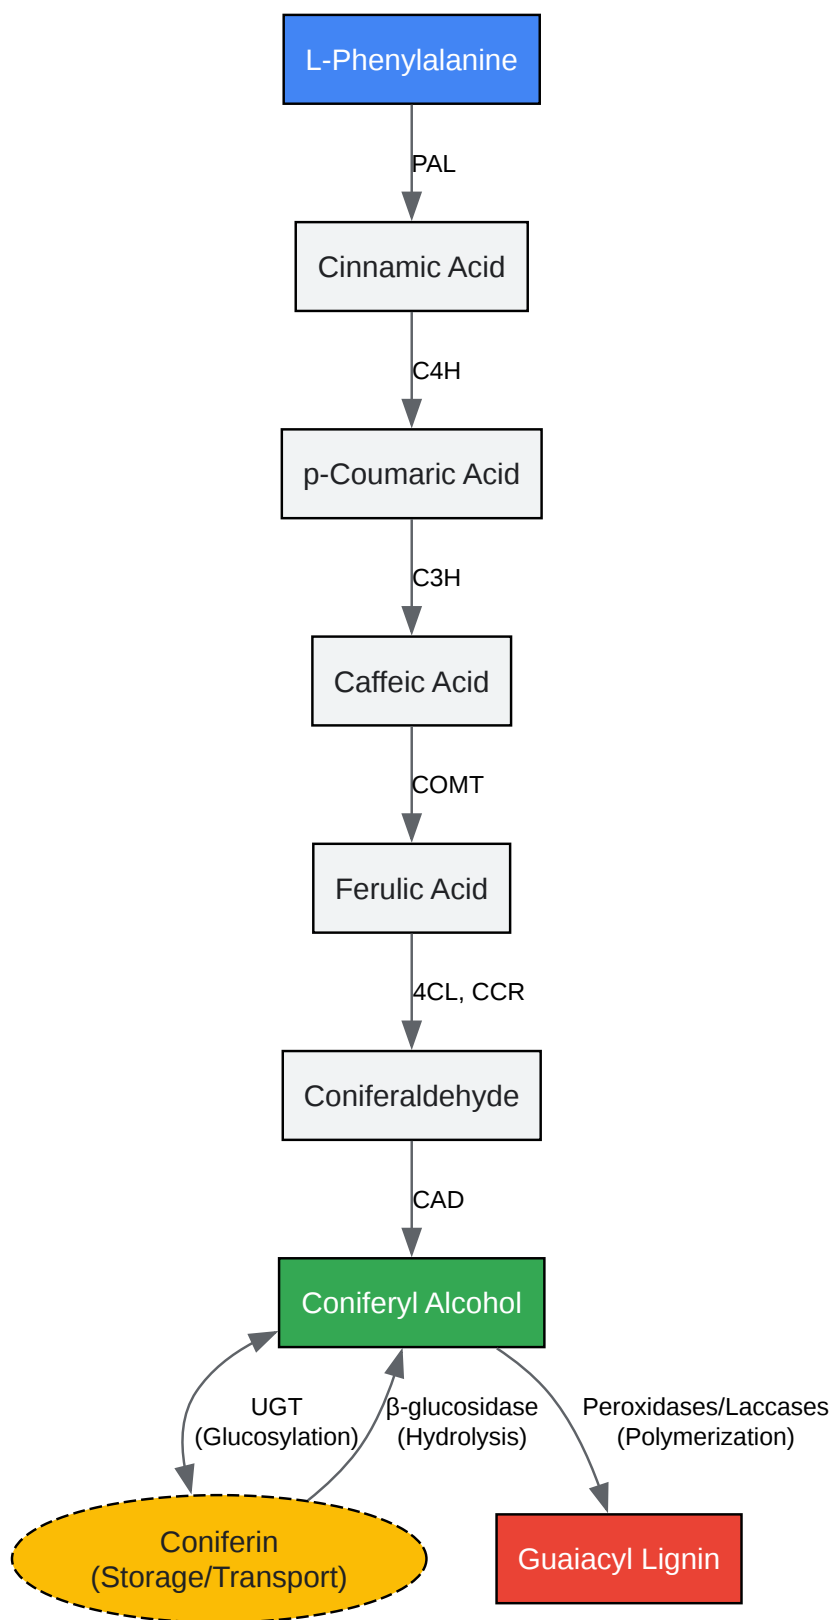 L-Phenylalanine
PAL
Cinnamic Acid
C4H
p-Coumaric Acid
C3H
Caffeic Acid
COMT
Ferulic Acid
4CL, CCR
Coniferaldehyde
CAD
Coniferyl Alcohol
UGT
(Glucosylation)
β-glucosidase
(Hydrolysis)
Peroxidases/Laccases
(Polymerization)
Coniferin
(Storage/Transport)
Guaiacyl Lignin